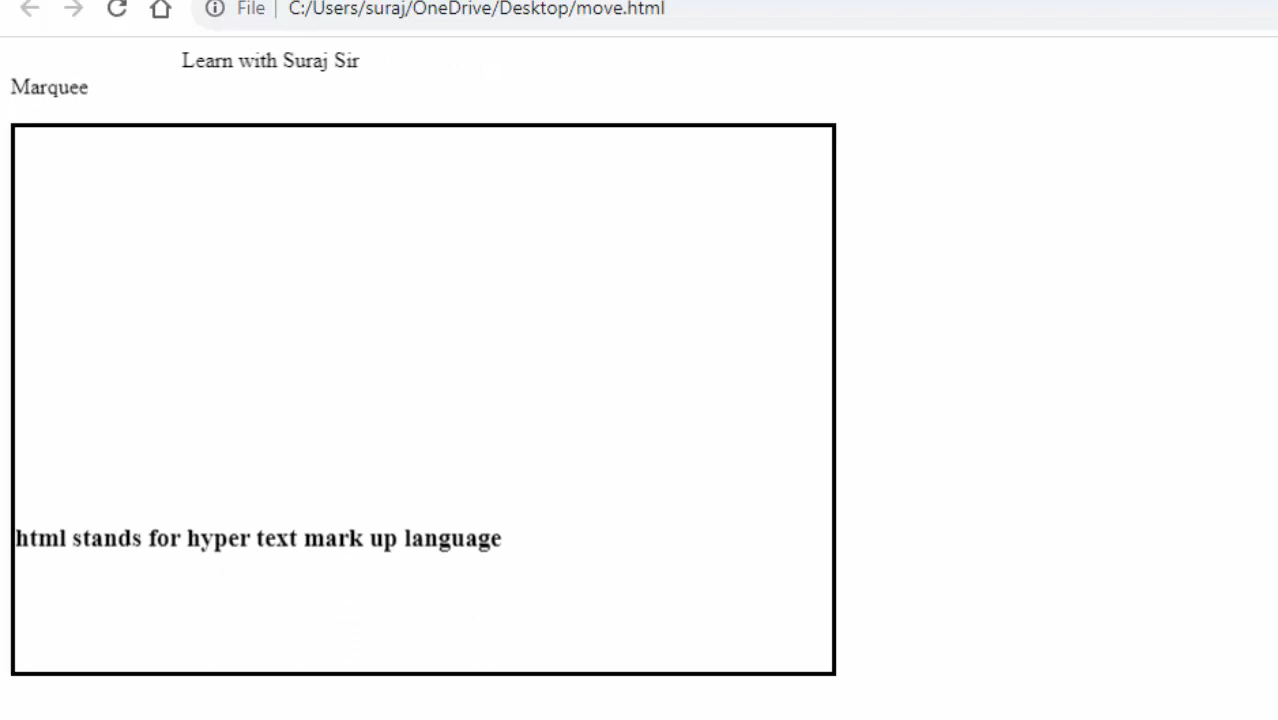 File | C:/Users/suraj/OneDrive/Desktop/move.html
Learn with Suraj Sir
Marquee
html stands for hyper text mark up language